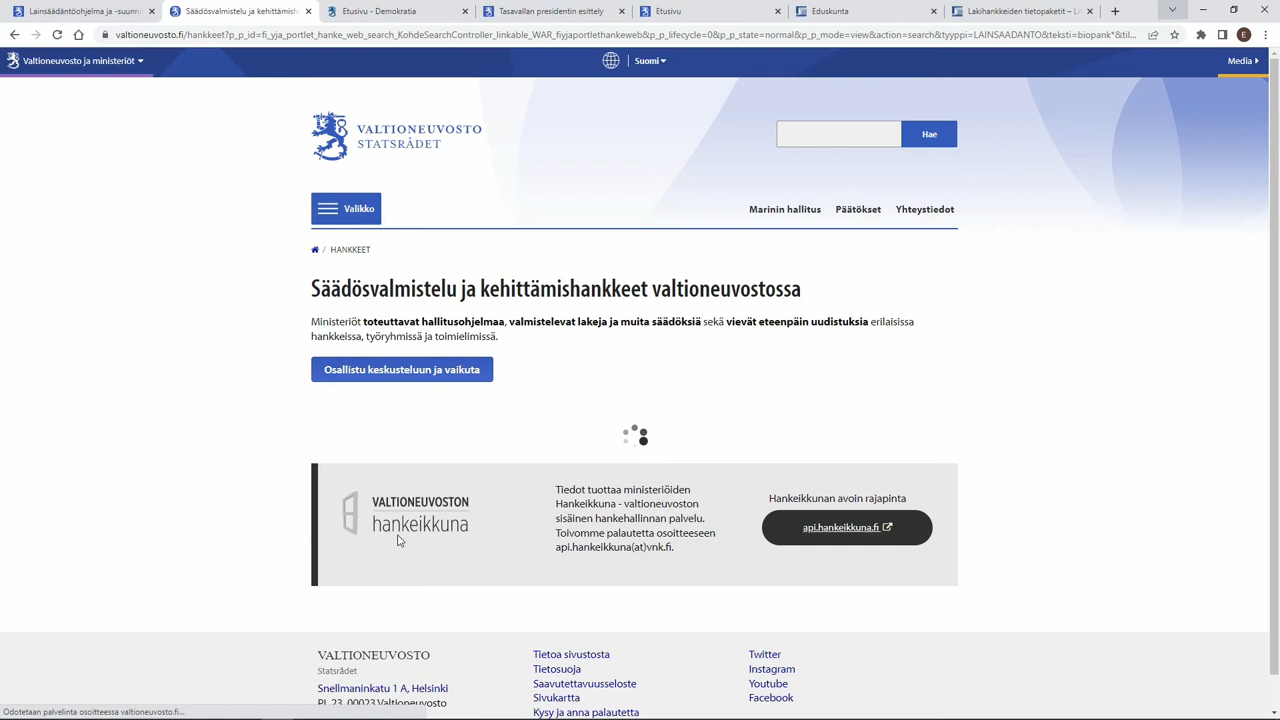 Lainsäädäntöohjelma ja -suunni
Säädösvalmistelu ja kehittämish
Etusivu - Demokratia
Tasavallan presidentin esittely
Etusivu
Eduskunta
Lakihankkeiden tietopaketit – L
valtioneuvosto.fi/hankkeet?p_p_id=fi_yja_portlet_hanke_web_search_KohdeSearchController_linkable_WAR_fiyjaportlethankeweb&p_p_lifecycle=0&p_p_state=normal&p_p_mode=view&action=search&tyyppi=LAINSAADANTO&teksti=biopank*&til...
E
Valtioneuvosto ja ministeriöt
Suomi
Media
VALTIONEUVOSTO
STATSRÅDET
Hae
Valikko
Marinin hallitus
Päätökset
Yhteystiedot
/ HANKKEET
Säädösvalmistelu ja kehittämishankkeet valtioneuvostossa
Ministeriöt toteuttavat hallitusohjelmaa, valmistelevat lakeja ja muita säädöksiä sekä vievät eteenpäin uudistuksia erilaisissa
hankkeissa, työryhmissä ja toimielimissä.
Osallistu keskusteluun ja vaikuta
VALTIONEUVOSTON
hankeikkuna
Tiedot tuottaa ministeriöiden
Hankeikkuna - valtioneuvoston
sisäinen hankehallinnan palvelu.
Toivomme palautetta osoitteeseen
api.hankeikkuna(at)vnk.fi.
Hankeikkunan avoin rajapinta
api.hankeikkuna.fi
VALTIONEUVOSTO
Statsrådet
Snellmaninkatu 1 A, Helsinki
PL 23, 00023 Valtioneuvosto
Tietoa sivustosta
Tietosuoja
Saavutettavuusseloste
Sivukartta
Kysy ja anna palautetta
Twitter
Instagram
Youtube
Facebook
Odotetaan palvelinta osoitteessa valtioneuvosto.fi...